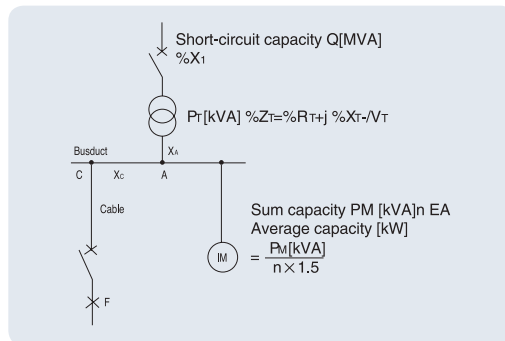 Short-circuit capacity Q[MVA]
%X1
PT[kVA] %ZT=%RT+j %XT-/VT
Busduct
XA
C
XC
A
Cable
Sum capacity PM [kVA]n EA
Average capacity [kW]
IM
= PM[kVA]
n×1.5
F